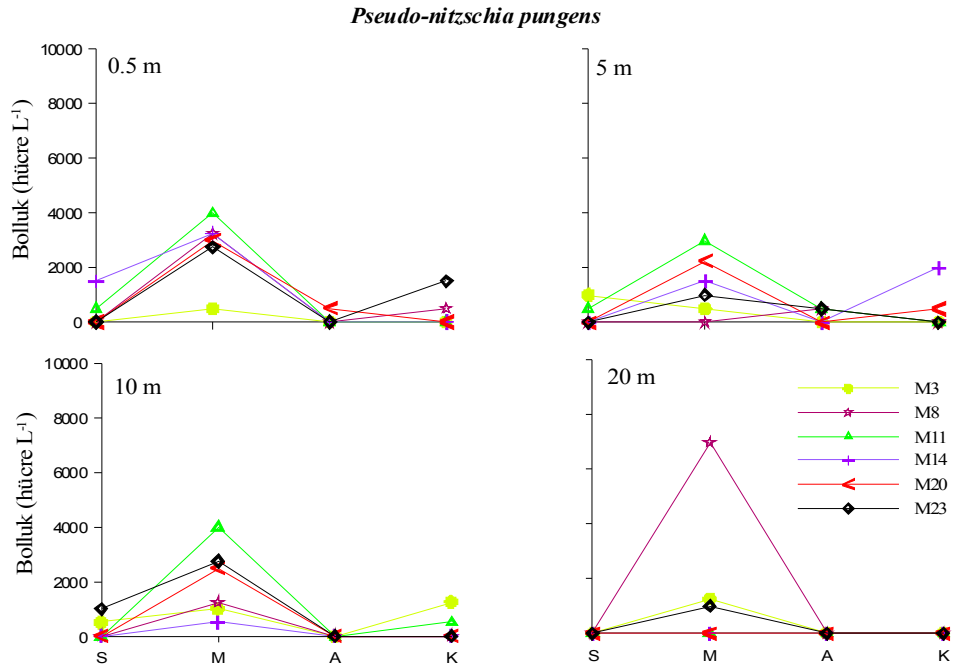 Pseudo-nitzschia pungens
0.5 m
Bolluk (hücre L⁻¹)
10000
8000
6000
4000
2000
0
5 m
10 m
Bolluk (hücre L⁻¹)
10000
8000
6000
4000
2000
0
S M A K
20 m
M3
M8
M11
M14
M20
M23
S M A K